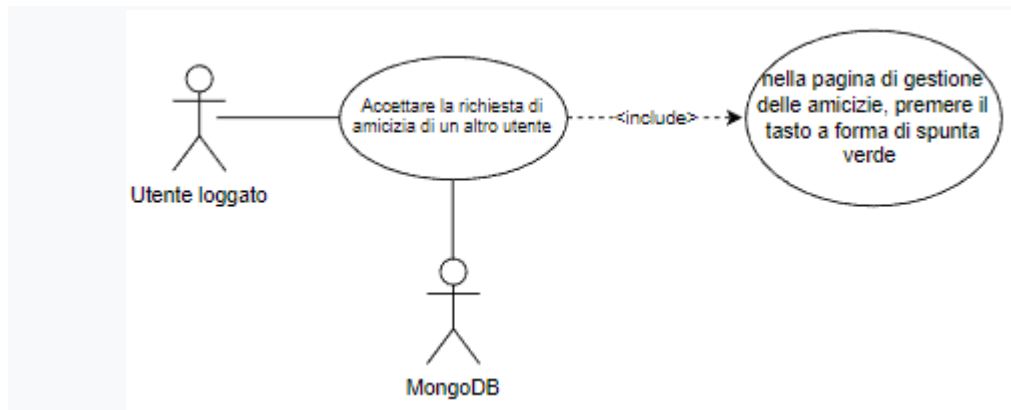 nella pagina di gestione
delle amicizie, premere il
tasto a forma di spunta
verde
Accettare la richiesta di
amicizia di un altro utente
<include>
Utente loggato
MongoDB